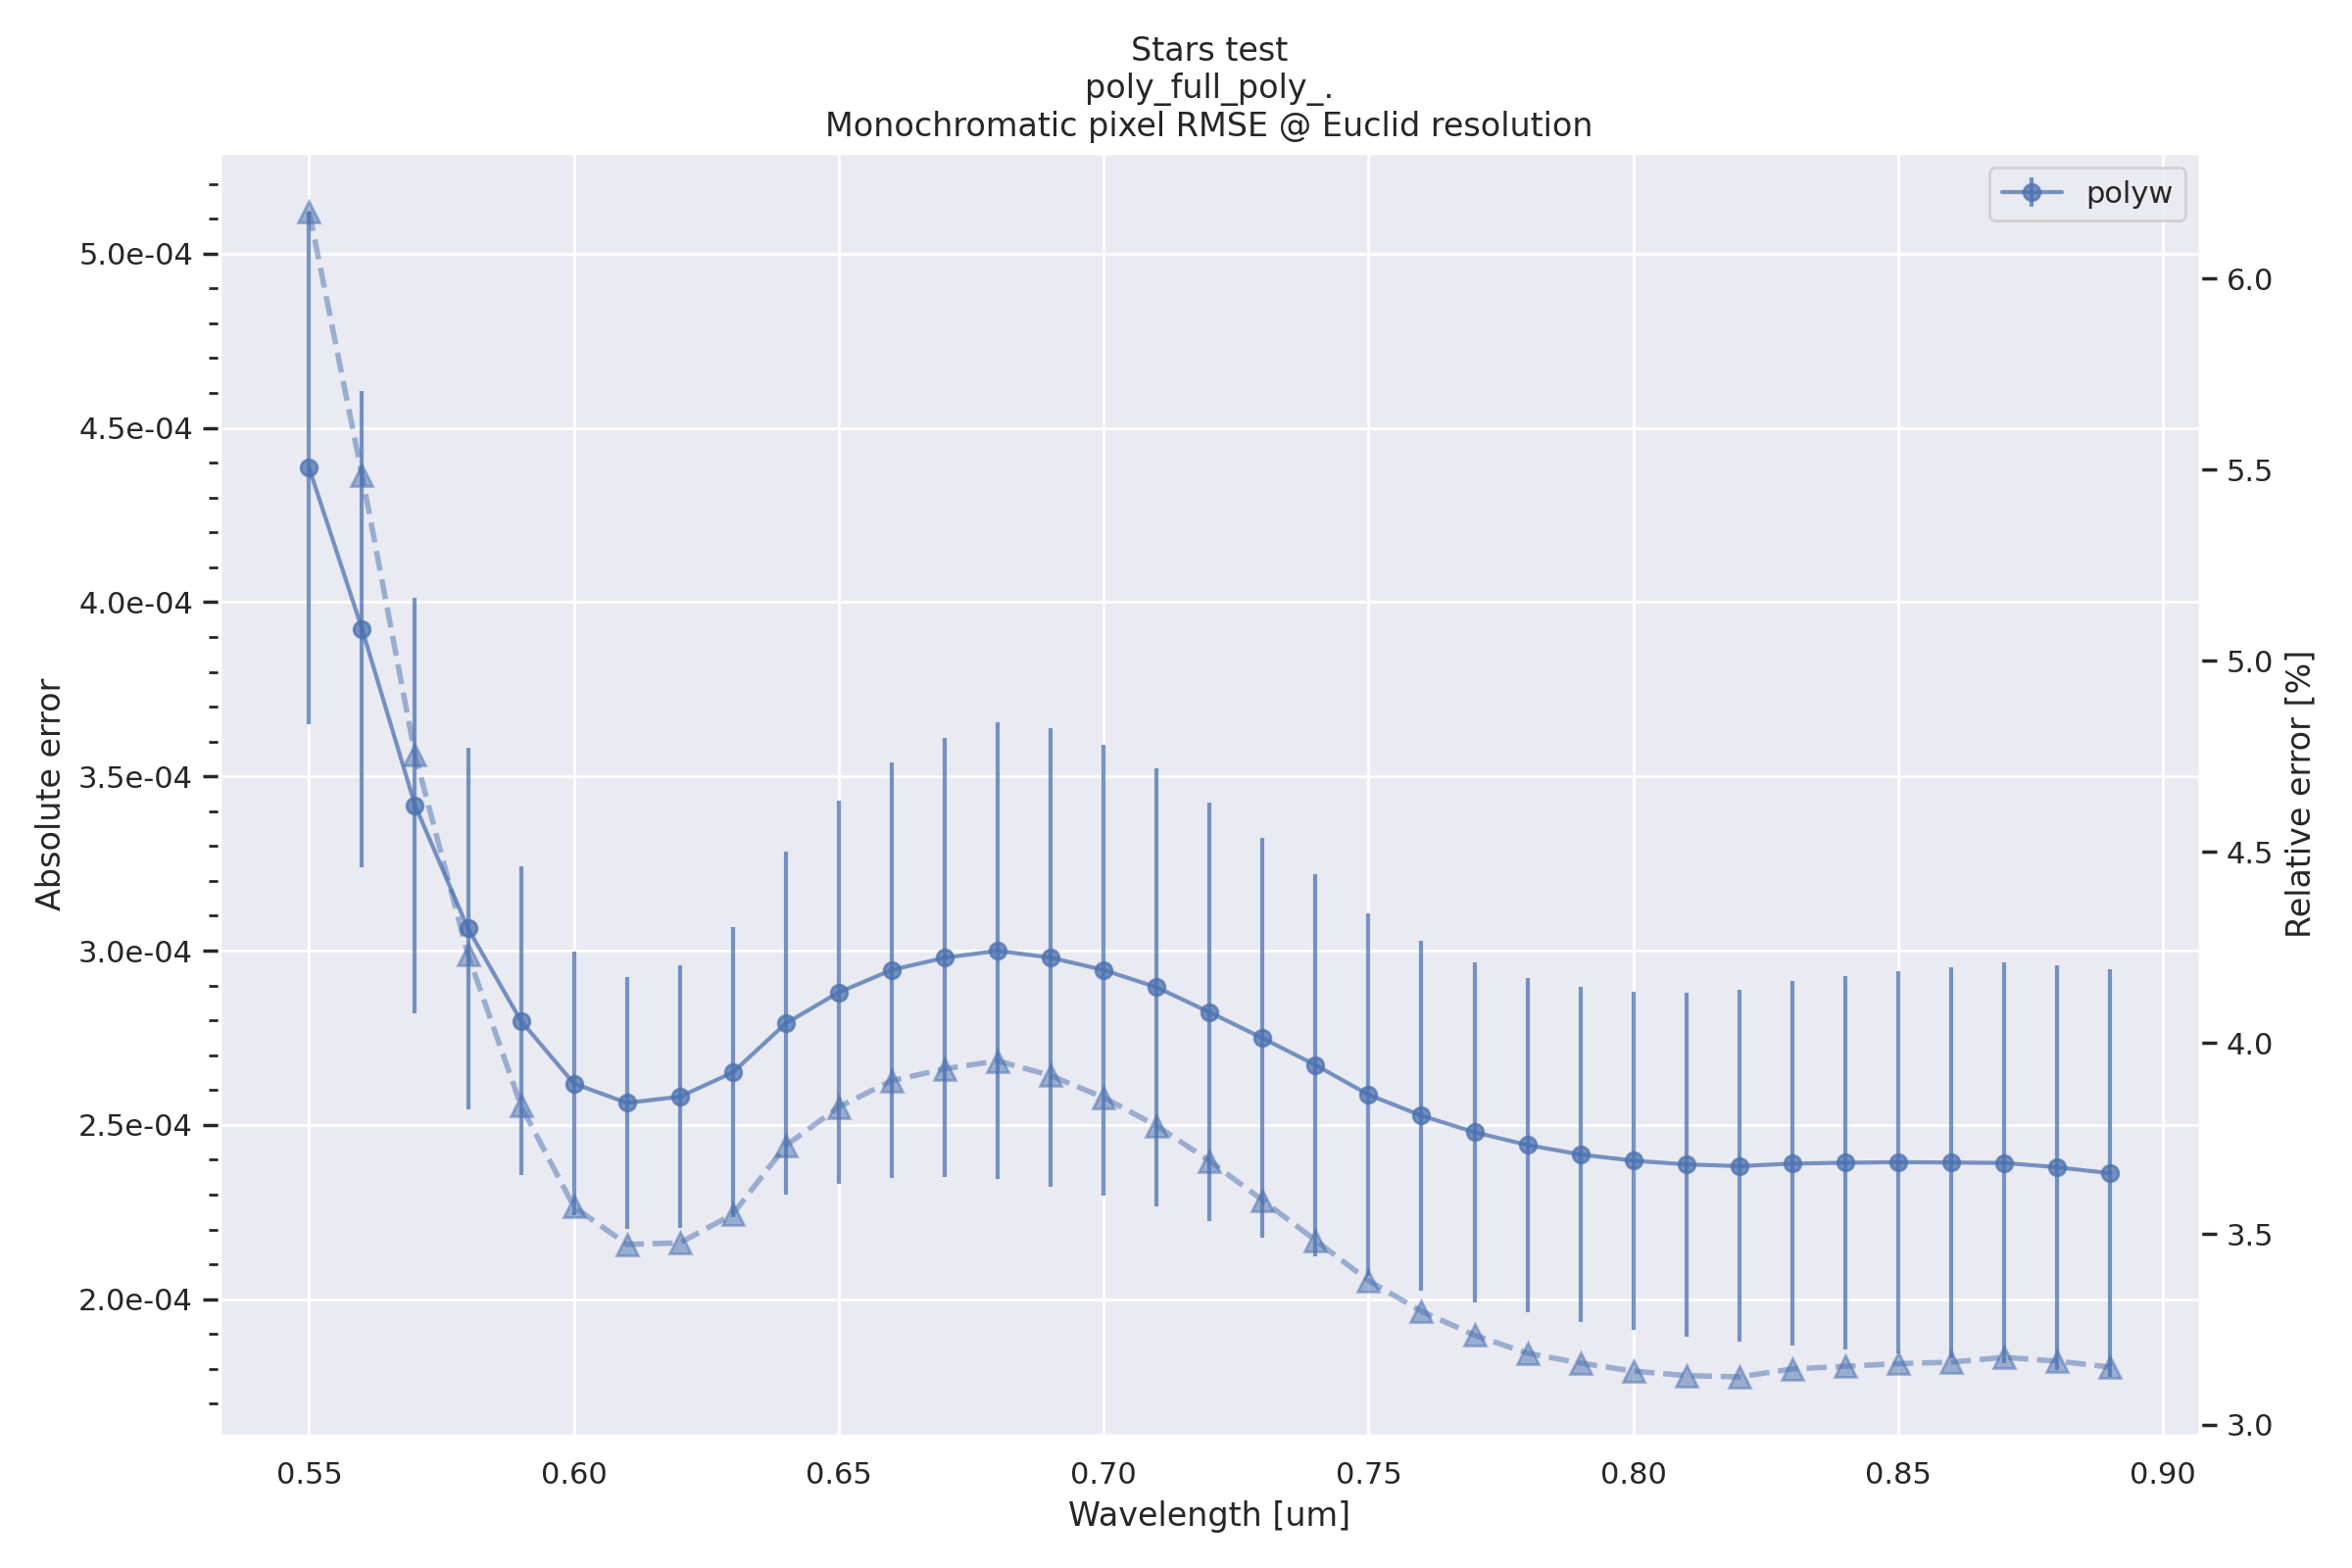 Stars test
poly_full_poly_.
Monochromatic pixel RMSE @ Euclid resolution
polyw
Absolute error
5.0e-04
4.5e-04
4.0e-04
3.5e-04
3.0e-04
2.5e-04
2.0e-04
Relative error [%]
6.0
5.5
5.0
4.5
4.0
3.5
3.0
0.55 0.60 0.65 0.70 0.75 0.80 0.85 0.90
Wavelength [um]